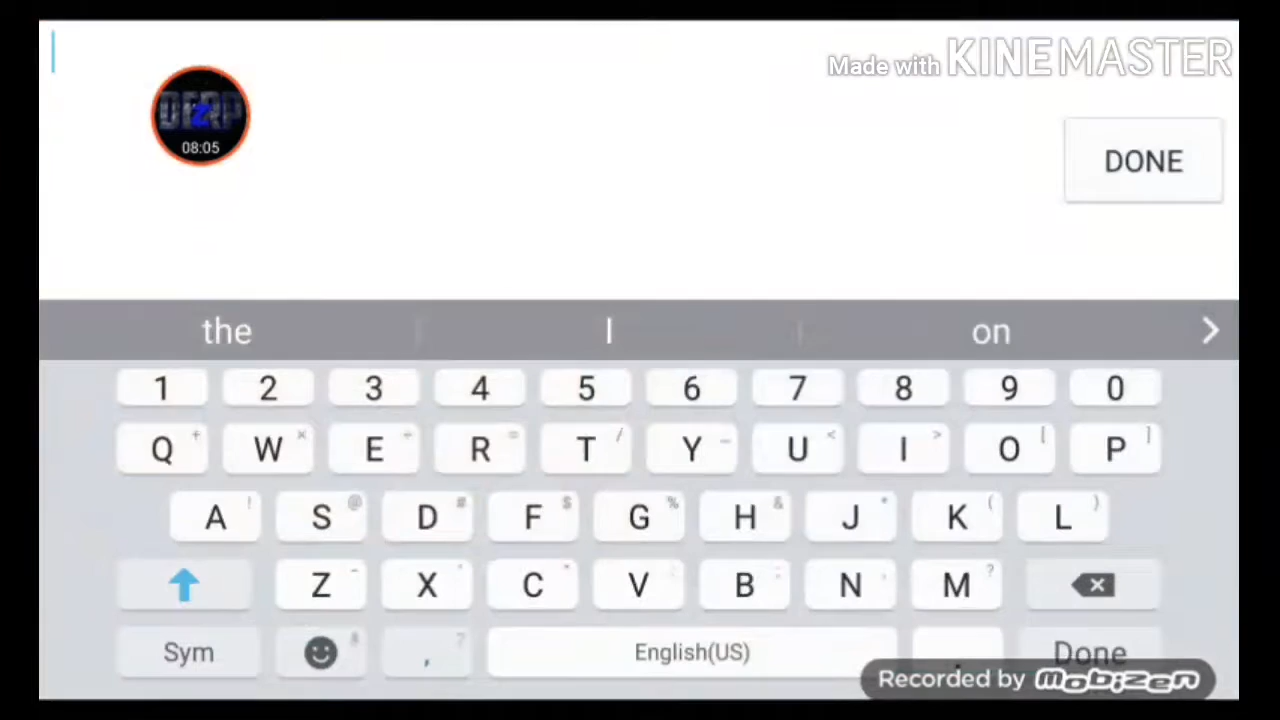 Made with KINEMASTER
DERP
Z
08:05
DONE
the I on
1 2 3 4 5 6 7 8 9 0
Q + W × E ÷ R = T / Y _ U < I > O [ P ]
A ! S @ D # F $ G % H & J * K ( L )
Z - X ' C " V : B ; N , M ?
Sym , ? English(US) . Done
Recorded by mobizen